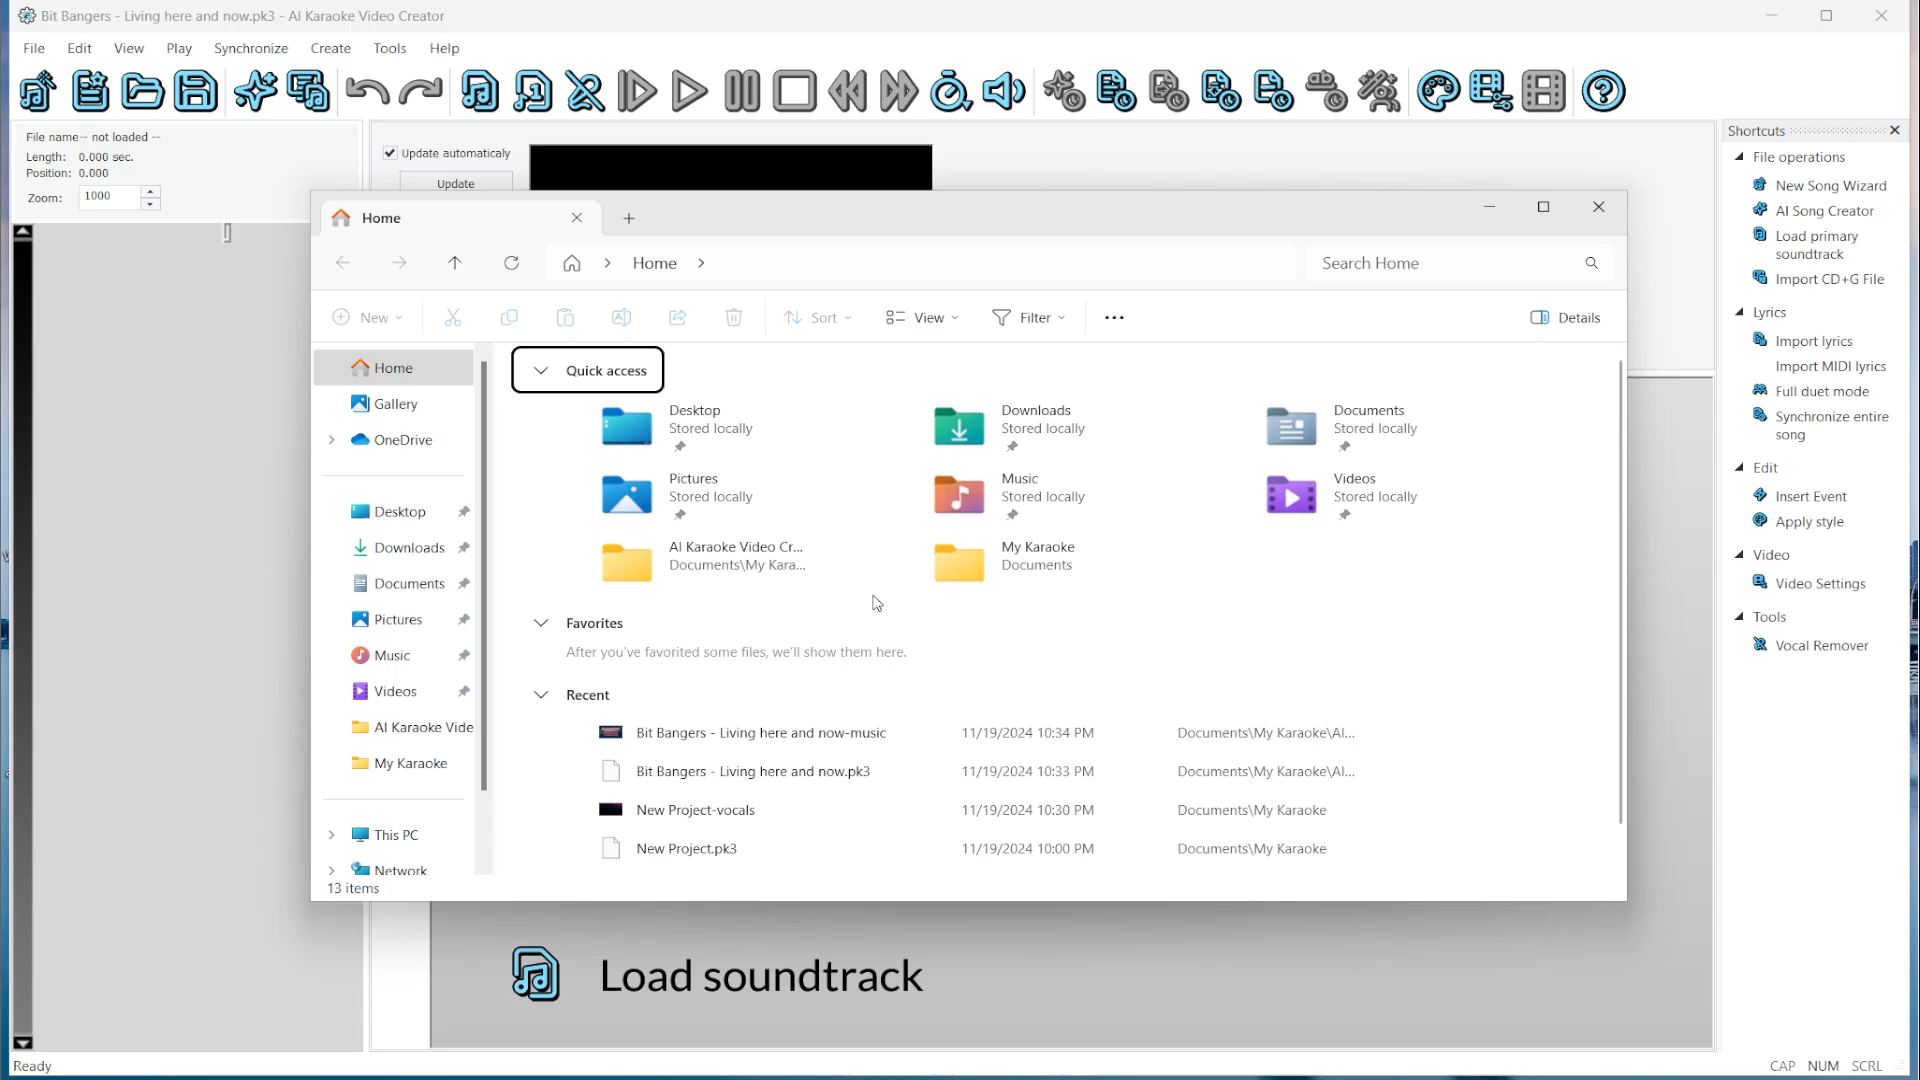 Bit Bangers - Living here and now.pk3 - AI Karaoke Video Creator
File Edit View Play Synchronize Create Tools Help
File name-- not loaded --
Length: 0.000 sec.
Position: 0.000
Zoom: 1000
Update automaticaly
Update
Home
Home
Search Home
New
Sort
View
Filter
Details
Home
Gallery
OneDrive
Desktop
Downloads
Documents
Pictures
Music
Videos
AI Karaoke Vide
My Karaoke
This PC
Network
13 items
Quick access
Desktop
Stored locally
Downloads
Stored locally
Documents
Stored locally
Pictures
Stored locally
Music
Stored locally
Videos
Stored locally
AI Karaoke Video Cr...
Documents\My Kara...
My Karaoke
Documents
Favorites
After you've favorited some files, we'll show them here.
Recent
Bit Bangers - Living here and now-music 11/19/2024 10:34 PM Documents\My Karaoke\AI...
Bit Bangers - Living here and now.pk3 11/19/2024 10:33 PM Documents\My Karaoke\AI...
New Project-vocals 11/19/2024 10:30 PM Documents\My Karaoke
New Project.pk3 11/19/2024 10:00 PM Documents\My Karaoke
Load soundtrack
Shortcuts
File operations
New Song Wizard
AI Song Creator
Load primary
soundtrack
Import CD+G File
Lyrics
Import lyrics
Import MIDI lyrics
Full duet mode
Synchronize entire
song
Edit
Insert Event
Apply style
Video
Video Settings
Tools
Vocal Remover
Ready
CAP NUM SCRL